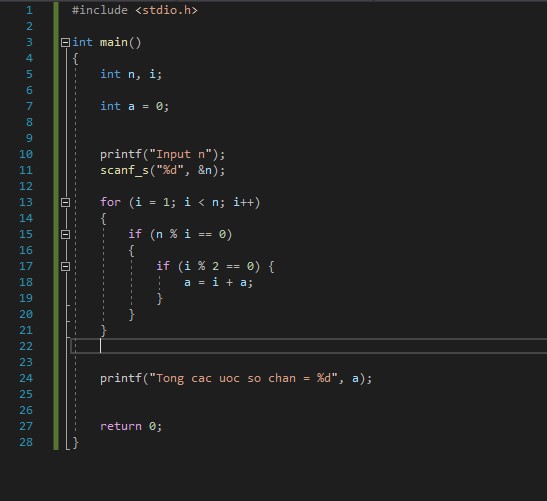 1 #include <stdio.h>
2
3 int main()
4 {
5 int n, i;
6
7 int a = 0;
8
9
10 printf("Input n");
11 scanf_s("%d", &n);
12
13 for (i = 1; i < n; i++)
14 {
15 if (n % i == 0)
16 {
17 if (i % 2 == 0) {
18 a = i + a;
19 }
20 }
21 }
22
23
24 printf("Tong cac uoc so chan = %d", a);
25
26
27 return 0;
28 }